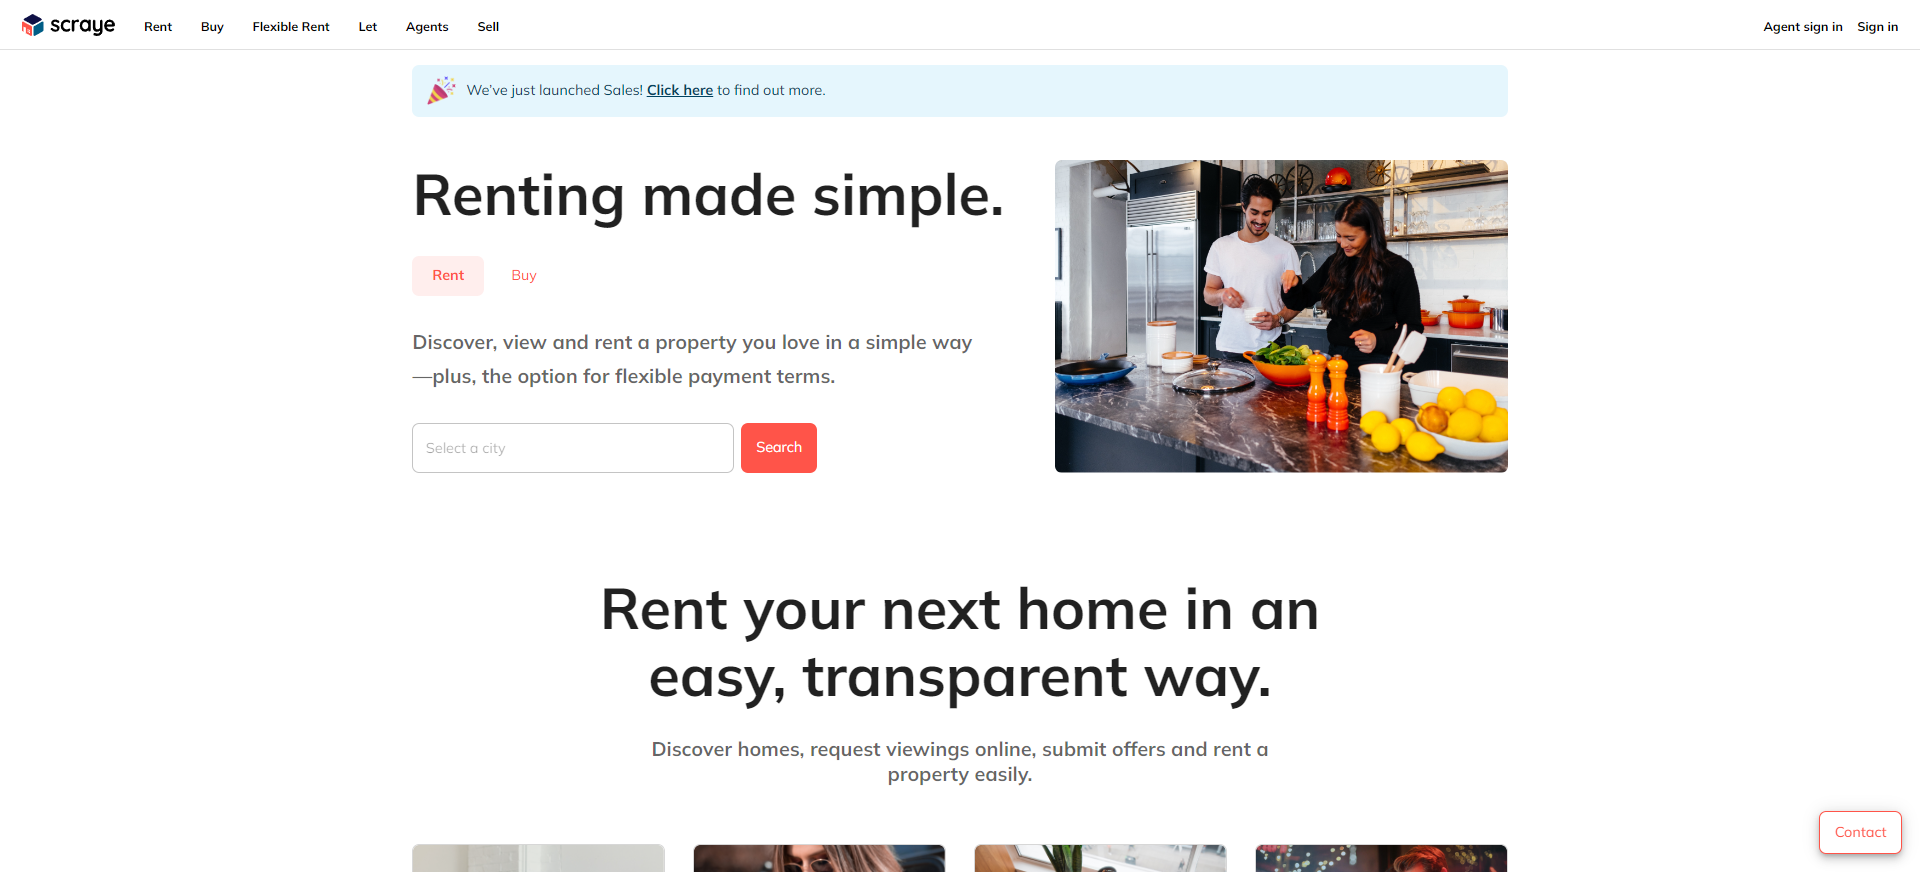 scraye
Rent
Buy
Flexible Rent
Let
Agents
Sell
Agent sign in
Sign in
We've just launched Sales! Click here to find out more.
Renting made simple.
Rent
Buy
Discover, view and rent a property you love in a simple way
—plus, the option for flexible payment terms.
Select a city
Search
Rent your next home in an
easy, transparent way.
Discover homes, request viewings online, submit offers and rent a
property easily.
Contact